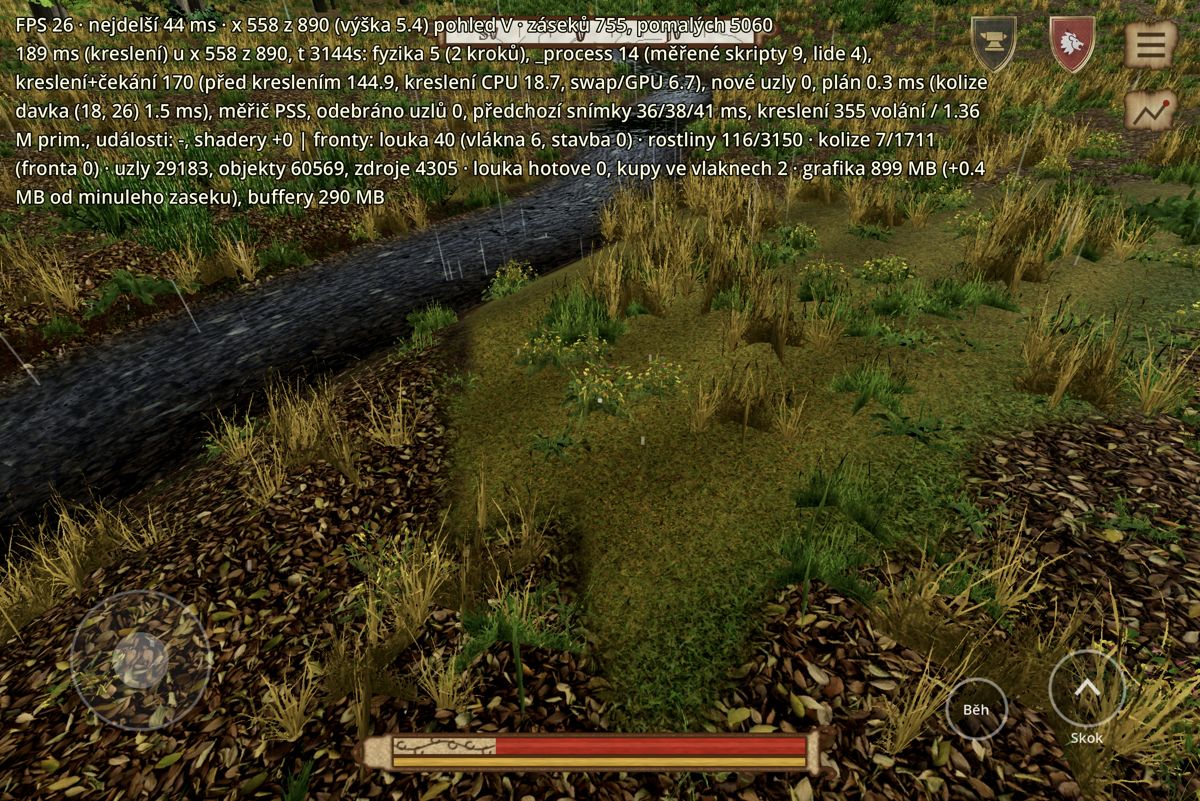 FPS 26 · nejdelší 44 ms · x 558 z 890 (výška 5.4) pohled V · záseků 755, pomalých 5060
189 ms (kreslení) u x 558 z 890, t 3144s: fyzika 5 (2 kroků), _process 14 (měřené skripty 9, lide 4),
kreslení+čekání 170 (před kreslením 144.9, kreslení CPU 18.7, swap/GPU 6.7), nové uzly 0, plán 0.3 ms (kolize
davka (18, 26) 1.5 ms), měřič PSS, odebráno uzlů 0, předchozí snímky 36/38/41 ms, kreslení 355 volání / 1.36
M prim., události: -, shadery +0 | fronty: louka 40 (vlákna 6, stavba 0) · rostliny 116/3150 · kolize 7/1711
(fronta 0) · uzly 29183, objekty 60569, zdroje 4305 · louka hotove 0, kupy ve vlaknech 2 · grafika 899 MB (+0.4
MB od minuleho zaseku), buffery 290 MB
Běh
Skok